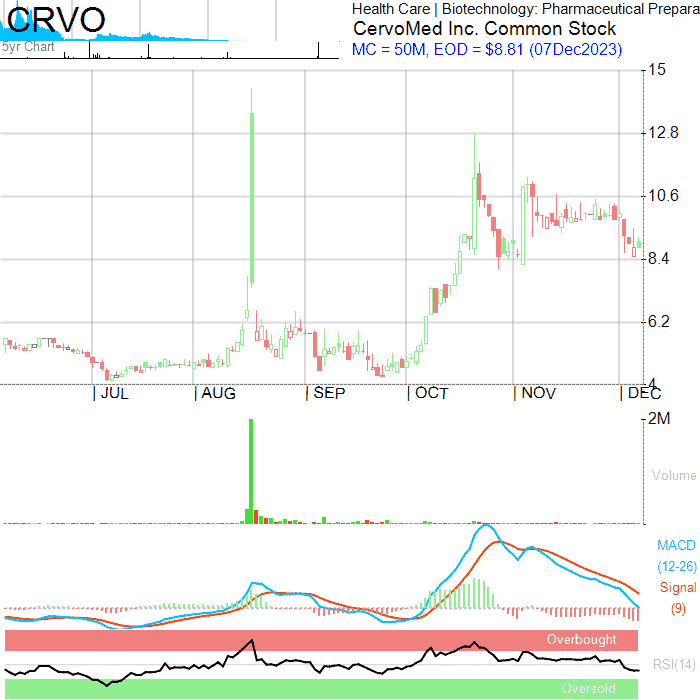 CRVO
Health Care | Biotechnology: Pharmaceutical Prepara
CervoMed Inc. Common Stock
5yr Chart
MC = 50M, EOD = $8.81 (07Dec2023)
15
12.8
10.6
8.4
6.2
4
| JUL | AUG | SEP | OCT | NOV | DEC
2M
Volume
MACD
(12-26)
Signal
(9)
Overbought
RSI(14)
Oversold